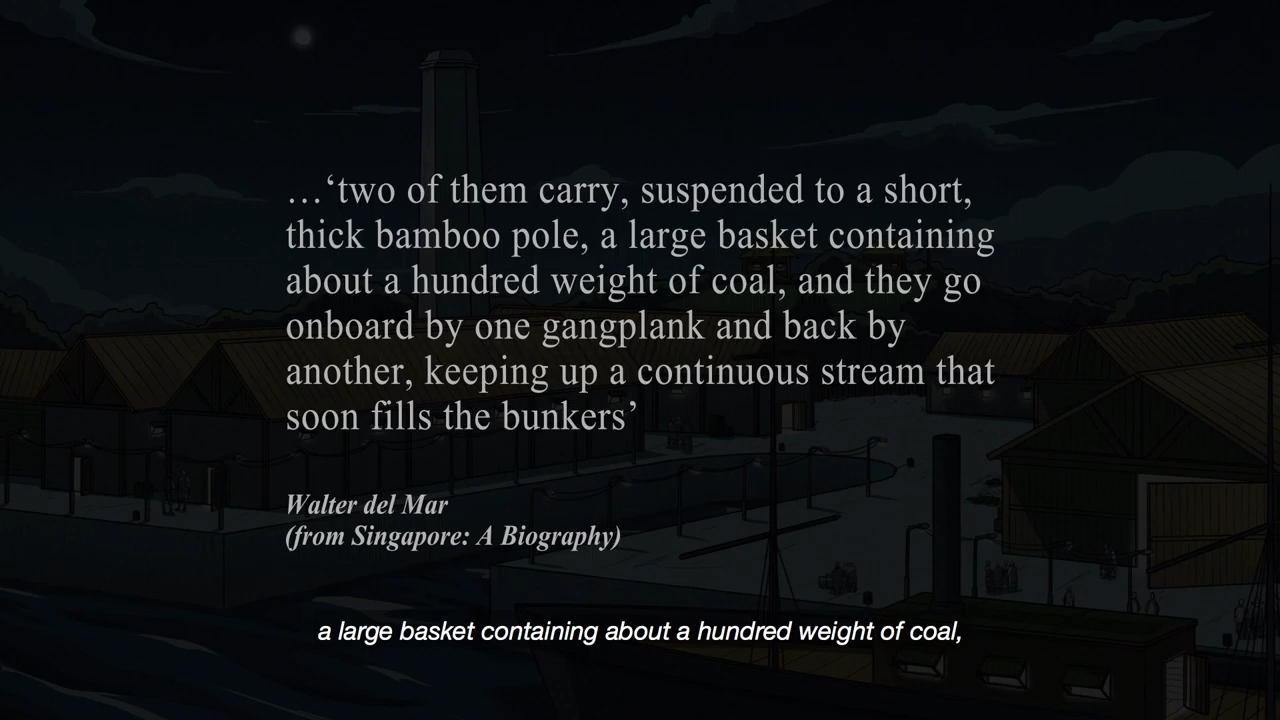 …‘two of them carry, suspended to a short,
thick bamboo pole, a large basket containing
about a hundred weight of coal, and they go
onboard by one gangplank and back by
another, keeping up a continuous stream that
soon fills the bunkers’
Walter del Mar
(from Singapore: A Biography)
a large basket containing about a hundred weight of coal,